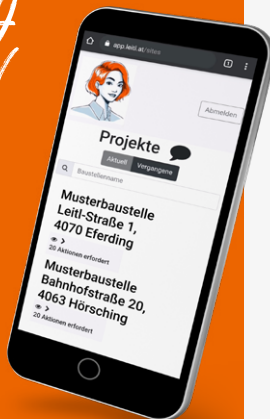 app.leitl.at/sites
Abmelden
Projekte
Aktuell Vergangene
Baustellenname
Musterbaustelle
Leitl-Straße 1,
4070 Eferding
20 Aktionen erfordert
Musterbaustelle
Bahnhofstraße 20,
4063 Hörsching
20 Aktionen erfordert